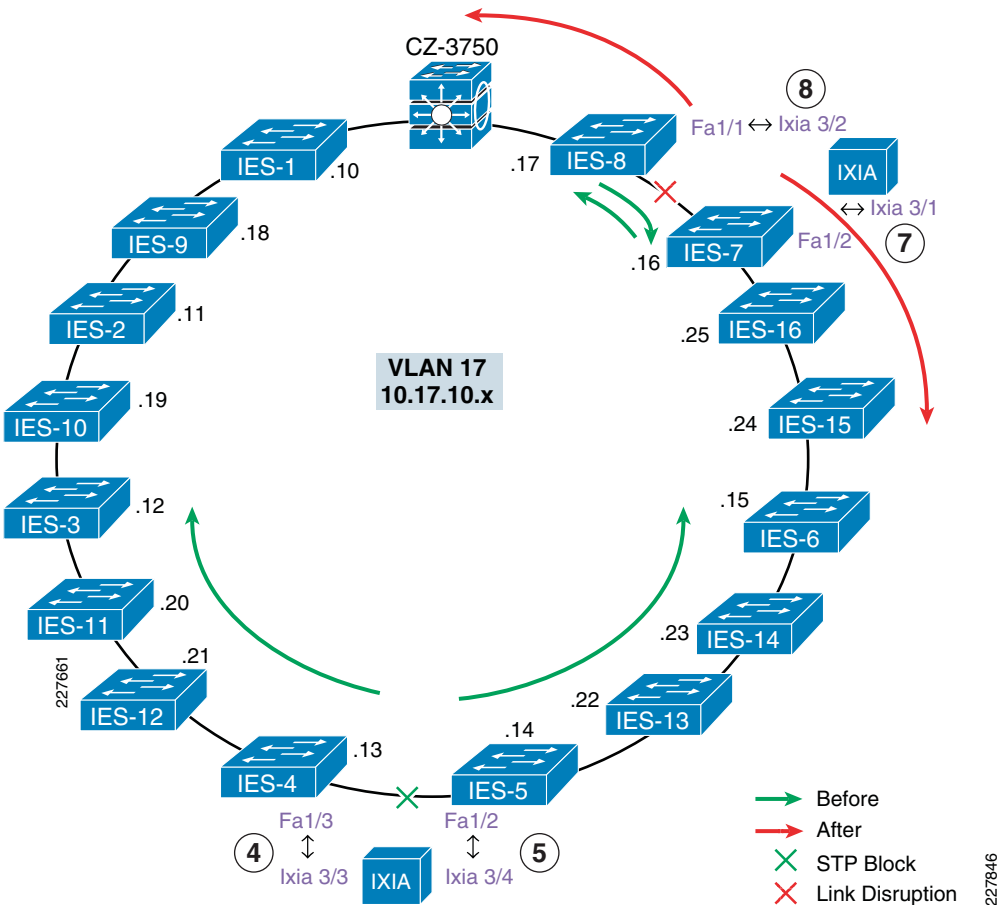 CZ-3750
8
Fa1/1 ↔ Ixia 3/2
IES-1
.10
.17
IES-8
IXIA
↔ Ixia 3/1
7
IES-9
.18
.16
IES-7
Fa1/2
IES-2
.11
.25
IES-16
VLAN 17
10.17.10.x
IES-10
.19
.24
IES-15
IES-3
.12
.15
IES-6
IES-11
.20
.23
IES-14
227661
.21
IES-12
.22
IES-13
IES-4
.13
.14
IES-5
Fa1/3
Fa1/2
4
↕
↕
5
Ixia 3/3
IXIA
Ixia 3/4
Before
After
STP Block
Link Disruption
227846